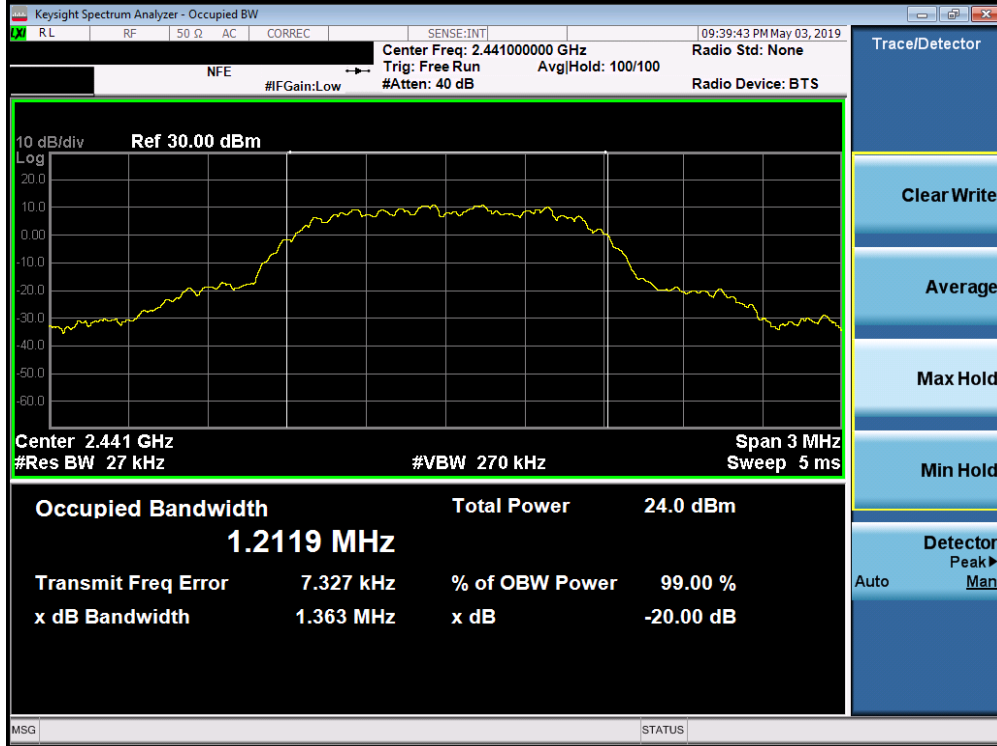 Keysight Spectrum Analyzer - Occupied BW
LXI RL RF 50 Ω AC CORREC SENSE:INT 09:39:43 PM May 03, 2019
Center Freq: 2.441000000 GHz Radio Std: None
NFE Trig: Free Run Avg|Hold: 100/100
#IFGain:Low #Atten: 40 dB Radio Device: BTS
10 dB/div Ref 30.00 dBm
Log
20.0
10.0
0.00
-10.0
-20.0
-30.0
-40.0
-50.0
-60.0
Center 2.441 GHz Span 3 MHz
#Res BW 27 kHz #VBW 270 kHz Sweep 5 ms
Occupied Bandwidth Total Power 24.0 dBm
1.2119 MHz
Transmit Freq Error 7.327 kHz % of OBW Power 99.00 %
x dB Bandwidth 1.363 MHz x dB -20.00 dB
MSG STATUS
Trace/Detector
Clear Write
Average
Max Hold
Min Hold
Detector
Peak▶
Auto Man